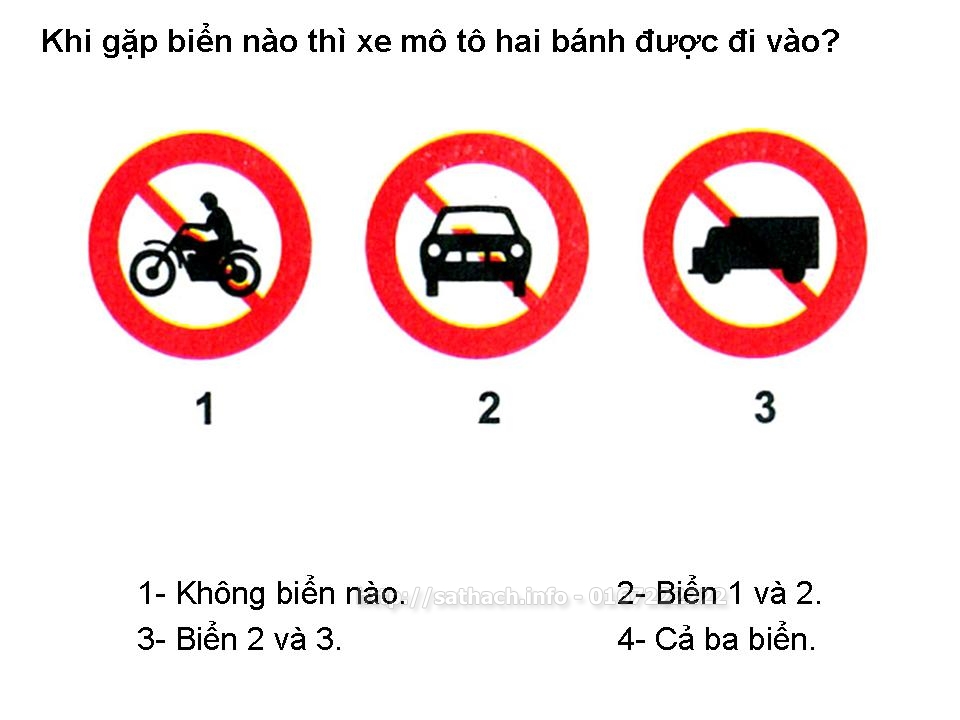 Khi gặp biển nào thì xe mô tô hai bánh được đi vào?
1 2 3
1- Không biển nào. 2- Biển 1 và 2.
3- Biển 2 và 3. 4- Cả ba biển.